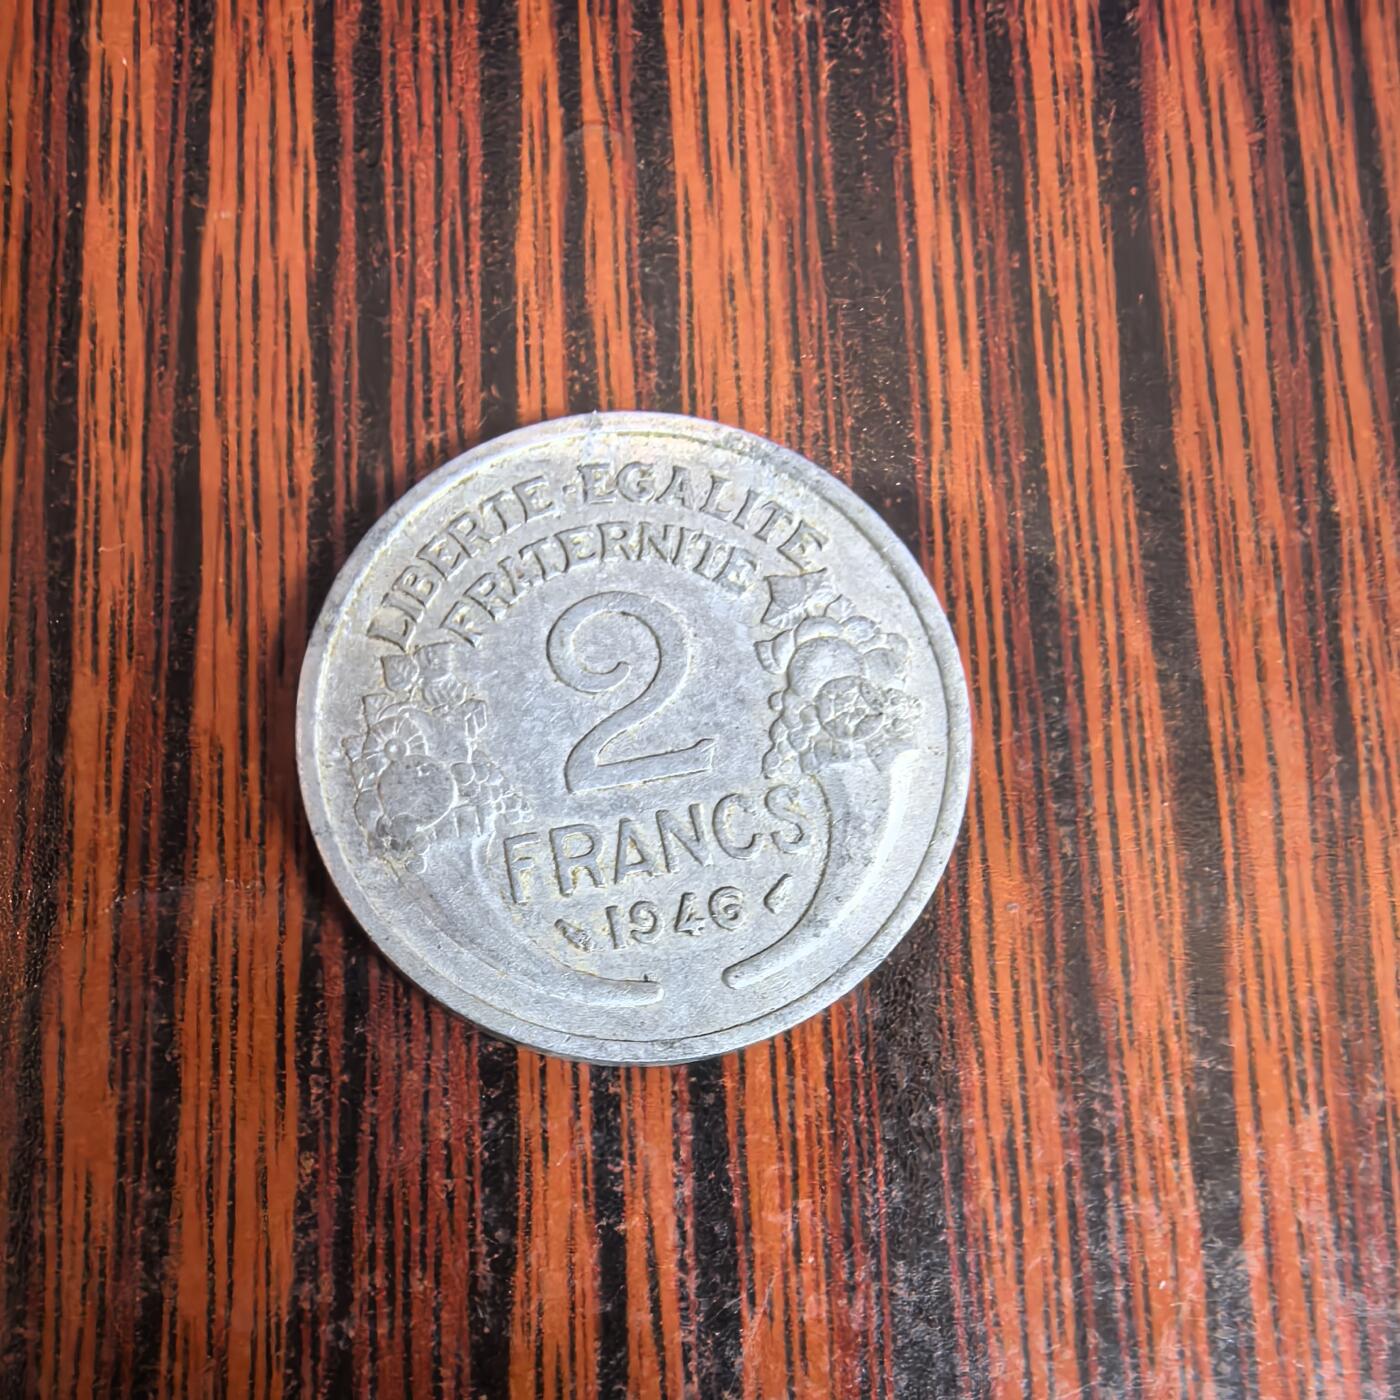 LIBERTE·EGALITE
FRATERNITE
2
FRANCS
1946